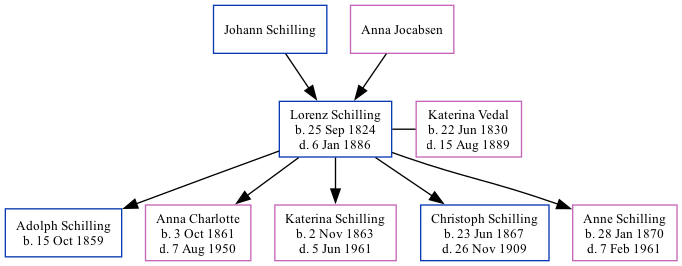 Johann Schilling
Anna Jocabsen
Lorenz Schilling
b. 25 Sep 1824
d. 6 Jan 1886
Katerina Vedal
b. 22 Jun 1830
d. 15 Aug 1889
Adolph Schilling
b. 15 Oct 1859
Anna Charlotte
b. 3 Oct 1861
d. 7 Aug 1950
Katerina Schilling
b. 2 Nov 1863
d. 5 Jun 1961
Christoph Schilling
b. 23 Jun 1867
d. 26 Nov 1909
Anne Schilling
b. 28 Jan 1870
d. 7 Feb 1961